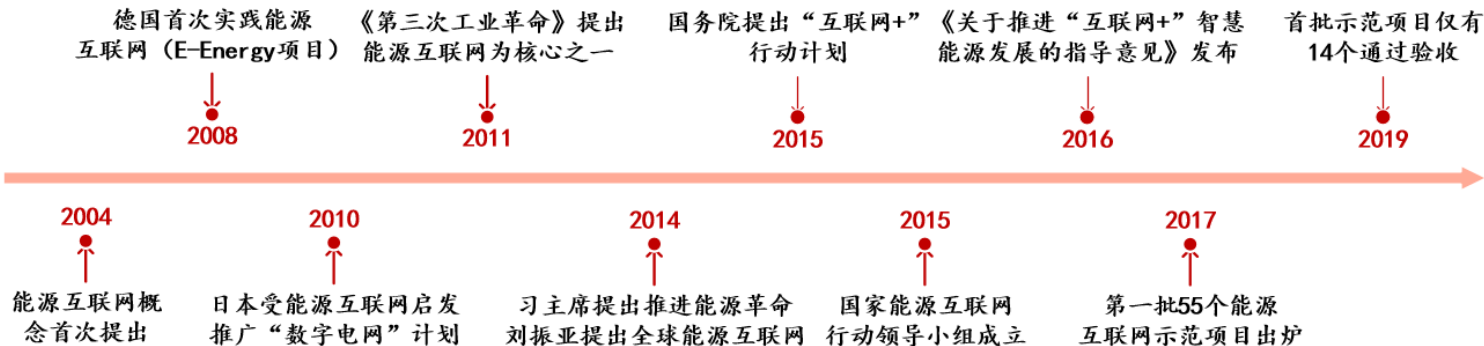 德国首次实践能源
互联网（E-Energy项目）
2008
《第三次工业革命》提出
能源互联网为核心之一
2011
国务院提出“互联网+”
行动计划
2015
《关于推进“互联网+”智慧
能源发展的指导意见》发布
2016
首批示范项目仅有
14个通过验收
2019
2004
能源互联网概
念首次提出
2010
日本受能源互联网启发
推广“数字电网”计划
2014
习主席提出推进能源革命
刘振亚提出全球能源互联网
2015
国家能源互联网
行动领导小组成立
2017
第一批55个能源
互联网示范项目出炉